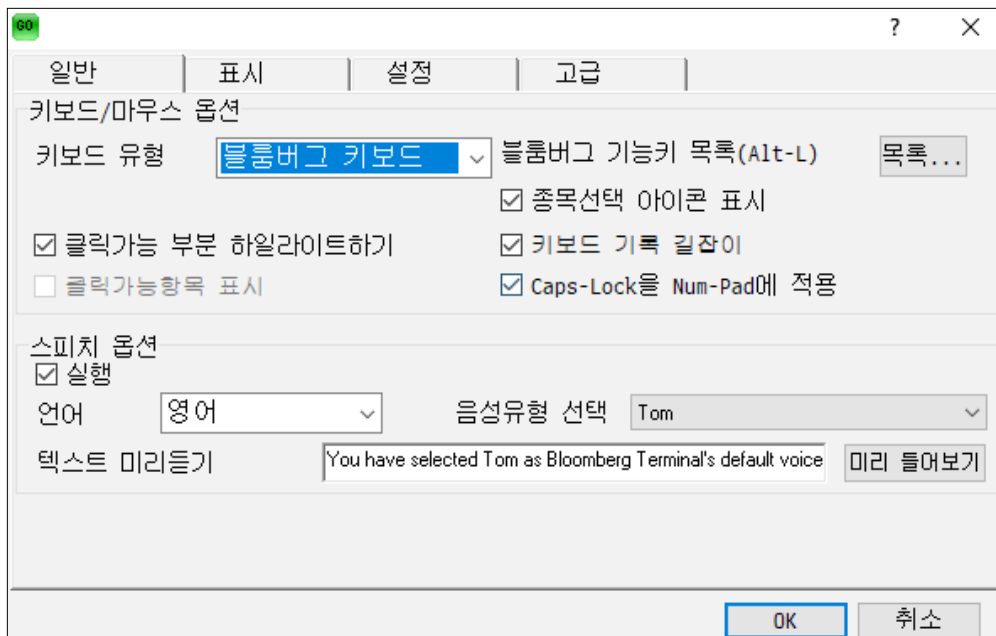 GO
?
일반 표시 설정 고급
키보드/마우스 옵션
키보드 유형 블룸버그 키보드 블룸버그 기능키 목록(Alt-L) 목록...
종목선택 아이콘 표시
클릭가능 부분 하일라이트하기 키보드 기록 길잡이
클릭가능항목 표시 Caps-Lock을 Num-Pad에 적용
스피치 옵션
실행
언어 영어 음성유형 선택 Tom
텍스트 미리듣기 You have selected Tom as Bloomberg Terminal's default voice 미리 들어보기
OK 취소